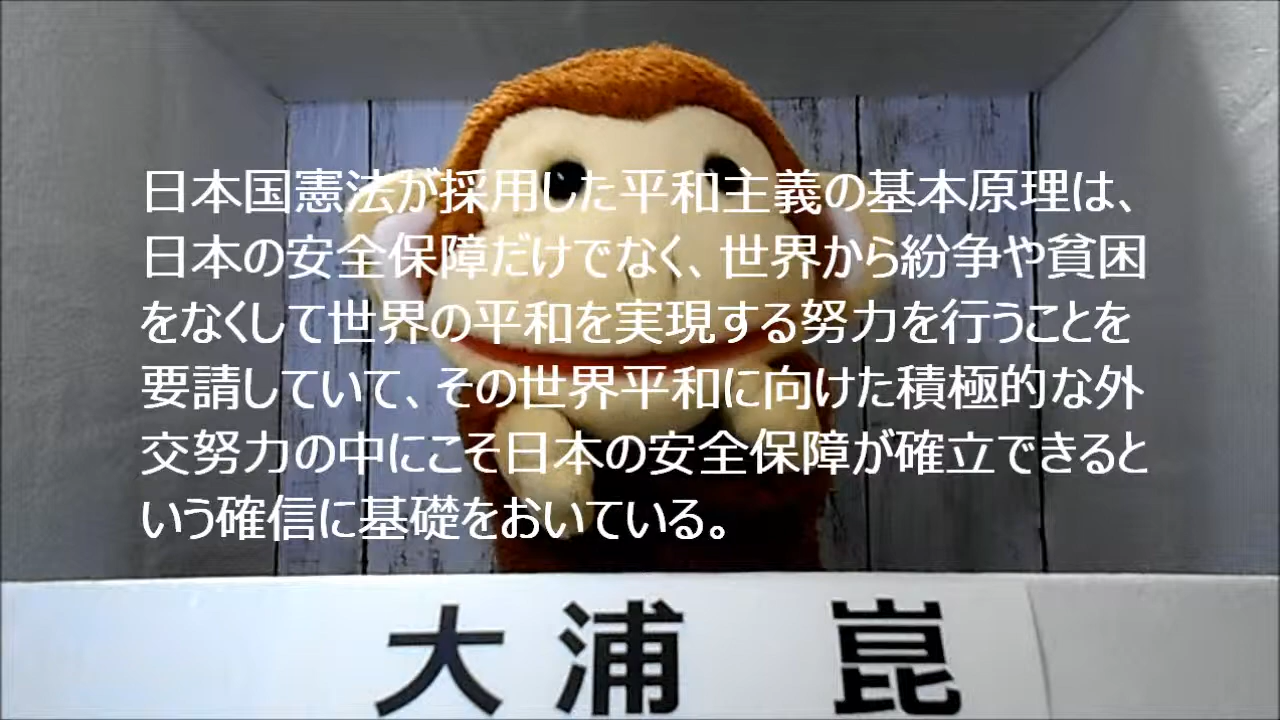 日本国憲法が採用した平和主義の基本原理は、
日本の安全保障だけでなく、世界から紛争や貧困
をなくして世界の平和を実現する努力を行うことを
要請していて、その世界平和に向けた積極的な外
交努力の中にこそ日本の安全保障が確立できると
いう確信に基礎をおいている。
大浦 崑